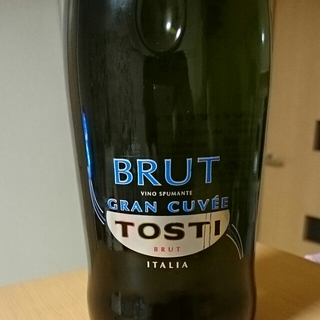 BRUT
VINO SPUMANTE
GRAN CUVÉE
TOSTI
BRUT
ITALIA